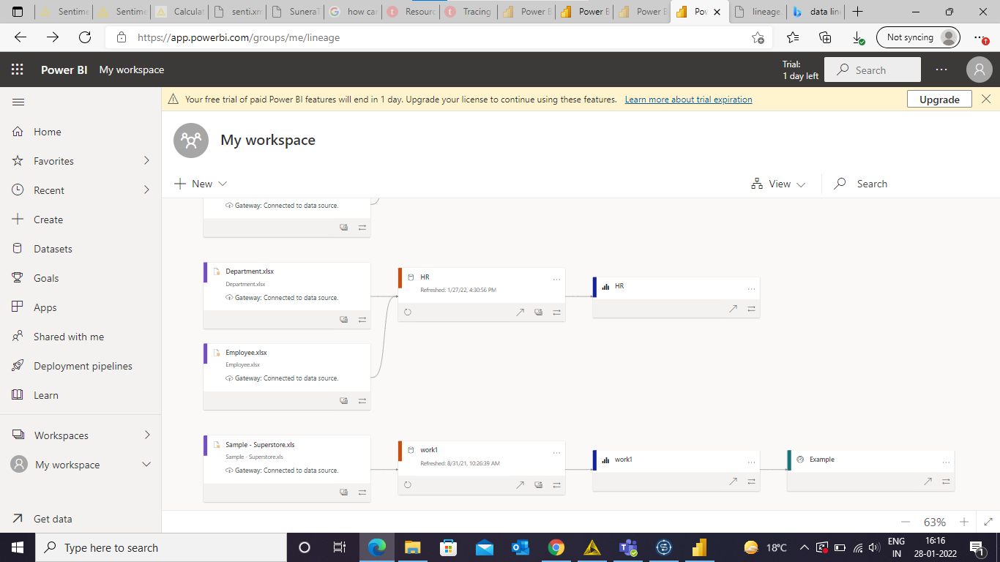 Sentime
Sentime
Calculat
senti.xm
SuneraT
how car
Resourc
Tracing
Power B
Power B
Power B
Pov
lineage.
data line
https://app.powerbi.com/groups/me/lineage
Not syncing
Power BI My workspace
Trial:
1 day left
Search
Your free trial of paid Power BI features will end in 1 day. Upgrade your license to continue using these features. Learn more about trial expiration
Upgrade
Home
Favorites
Recent
Create
Datasets
Goals
Apps
Shared with me
Deployment pipelines
Learn
Workspaces
My workspace
Get data
My workspace
New
View
Search
Gateway: Connected to data source.
Department.xlsx
Department.xlsx
Gateway: Connected to data source.
HR
Refreshed: 1/27/22, 4:30:56 PM
HR
Employee.xlsx
Employee.xlsx
Gateway: Connected to data source.
Sample - Superstore.xls
Sample - Superstore.xls
Gateway: Connected to data source.
work1
Refreshed: 8/31/21, 10:26:39 AM
work1
Example
63%
Type here to search
18°C
ENG
IN
16:16
28-01-2022
1